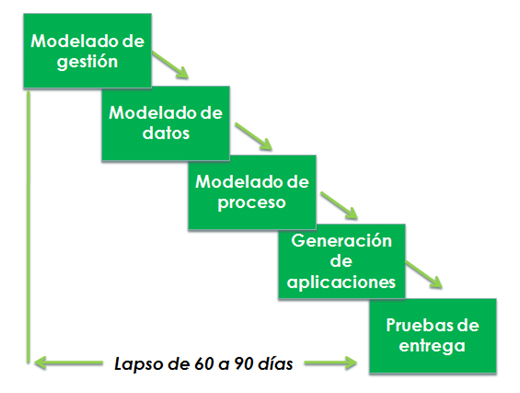 Modelado de
gestión
Modelado de
datos
Modelado de
proceso
Generación
de
aplicaciones
Pruebas de
entrega
Lapso de 60 a 90 días